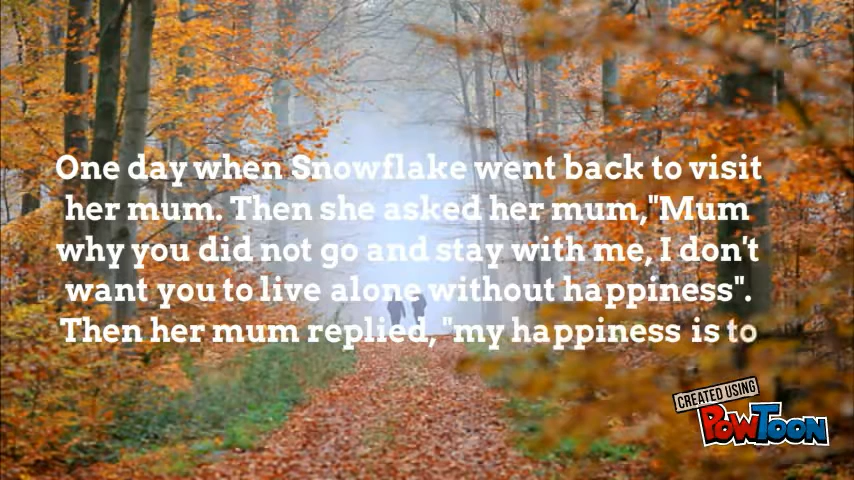 One day when Snowflake went back to visit
her mum. Then she asked her mum,"Mum
why you did not go and stay with me, I don't
want you to live alone without happiness".
Then her mum replied, "my happiness is to
CREATED USING
POWTOON